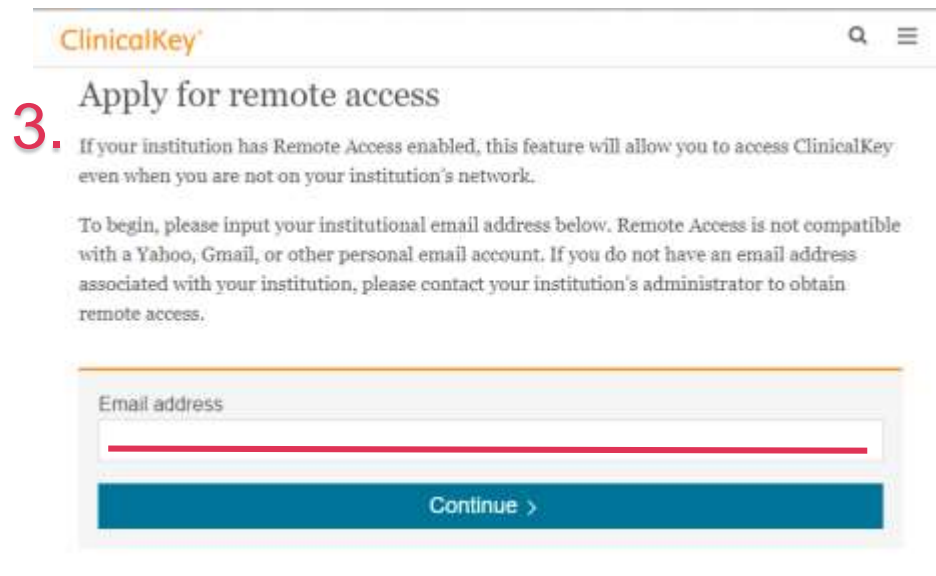 ClinicalKey®
Apply for remote access
3.
If your institution has Remote Access enabled, this feature will allow you to access ClinicalKey
even when you are not on your institution's network.
To begin, please input your institutional email address below. Remote Access is not compatible
with a Yahoo, Gmail, or other personal email account. If you do not have an email address
associated with your institution, please contact your institution's administrator to obtain
remote access.
Email address
Continue >